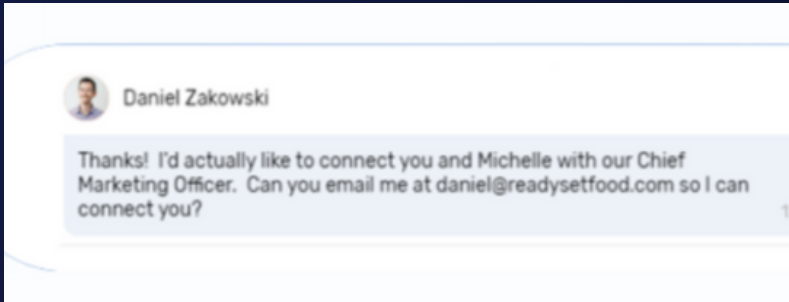 Daniel Zakowski
Thanks!  I'd actually like to connect you and Michelle with our Chief
Marketing Officer.  Can you email me at daniel@readysetfood.com so I can
connect you?